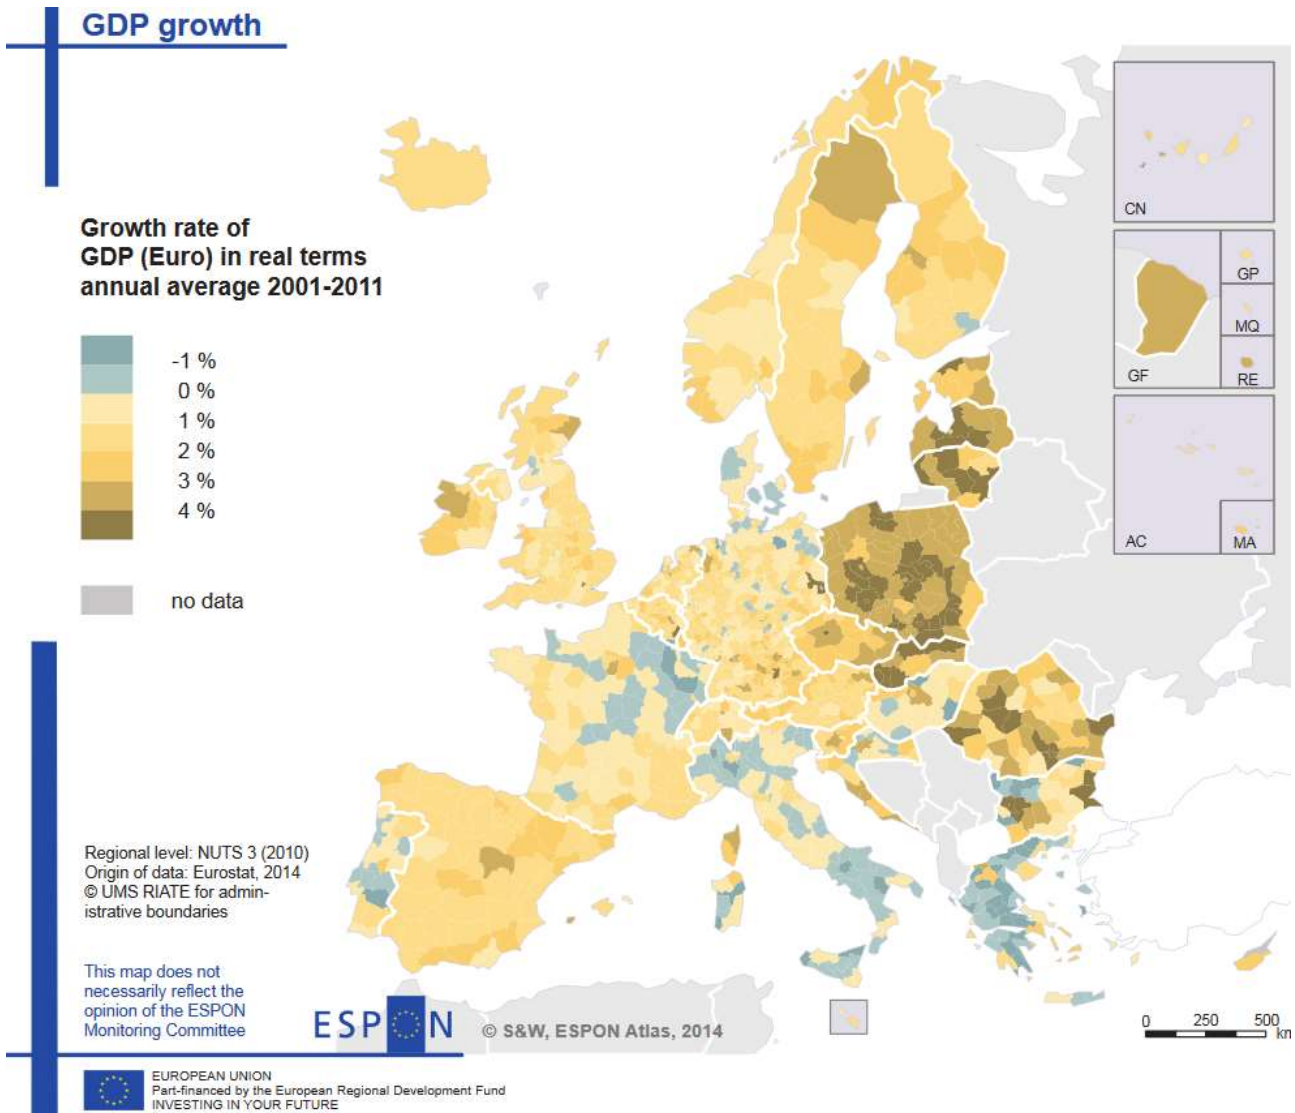 GDP growth
Growth rate of
GDP (Euro) in real terms
annual average 2001-2011
-1 %
0 %
1 %
2 %
3 %
4 %
no data
CN
GP
MQ
GF
RE
AC
MA
Regional level: NUTS 3 (2010)
Origin of data: Eurostat, 2014
© UMS RIATE for admin-
istrative boundaries
This map does not
necessarily reflect the
opinion of the ESPON
Monitoring Committee
ESPON
© S&W, ESPON Atlas, 2014
0 250 500
km
EUROPEAN UNION
Part-financed by the European Regional Development Fund
INVESTING IN YOUR FUTURE